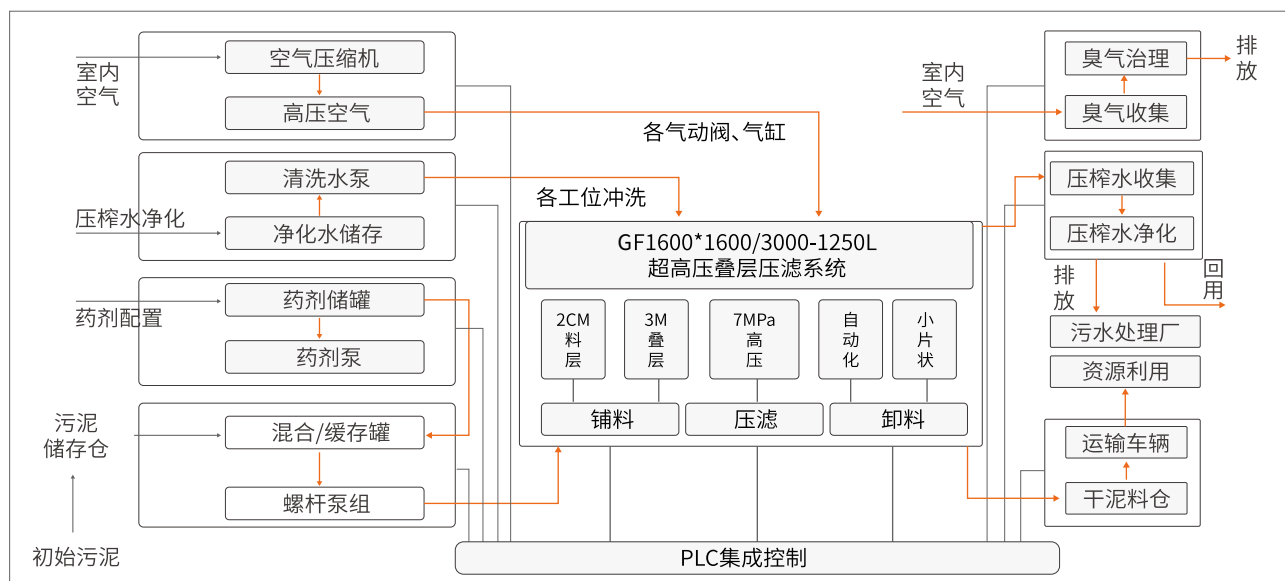 空气压缩机
室内
空气
高压空气
清洗水泵
压榨水净化
净化水储存
药剂储罐
药剂配置
药剂泵
污泥
储存仓
混合/缓存罐
螺杆泵组
初始污泥
各气动阀、气缸
各工位冲洗
GF1600*1600/3000-1250L
超高压叠层压滤系统
2CM
料
层
3M
叠
层
7MPa
高
压
自
动
化
小
片
状
铺料
压滤
卸料
PLC集成控制
室内
空气
臭气治理
臭气收集
排
放
压榨水收集
压榨水净化
排
放
回
用
污水处理厂
资源利用
运输车辆
干泥料仓